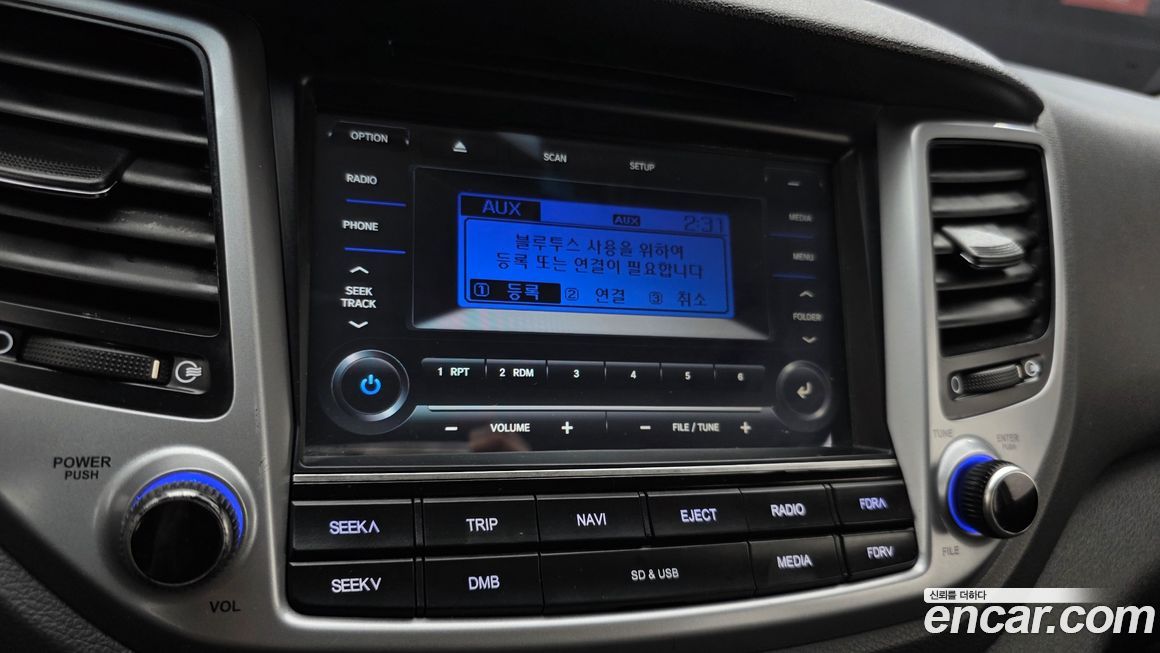 OPTION
SCAN
SETUP
RADIO
PHONE
SEEK
TRACK
AUX
AUX 2:31
블루투스 사용을 위하여
등록 또는 연결이 필요합니다
① 등록 ② 연결 ③ 취소
MEDIA
MENU
FOLDER
1 RPT 2 RDM 3 4 5 6
− VOLUME +
− FILE / TUNE +
POWER
PUSH
VOL
TUNE
ENTER
PUSH
FILE
SEEK∧ TRIP NAVI EJECT RADIO FDR∧
SEEK∨ DMB SD & USB MEDIA FDR∨
신뢰를 더하다
encar.com